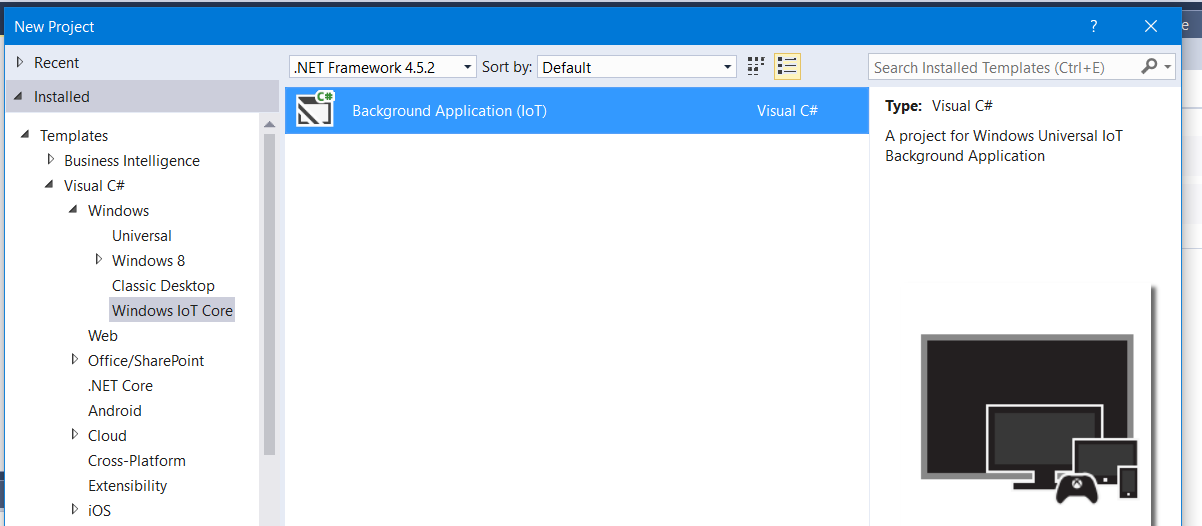 New Project
?
e
Recent
.NET Framework 4.5.2
Sort by:
Default
Search Installed Templates (Ctrl+E)
Installed
Templates
Business Intelligence
Visual C#
Windows
Universal
Windows 8
Classic Desktop
Windows IoT Core
Web
Office/SharePoint
.NET Core
Android
Cloud
Cross-Platform
Extensibility
iOS
C#
Background Application (IoT)
Visual C#
Type: Visual C#
A project for Windows Universal IoT
Background Application